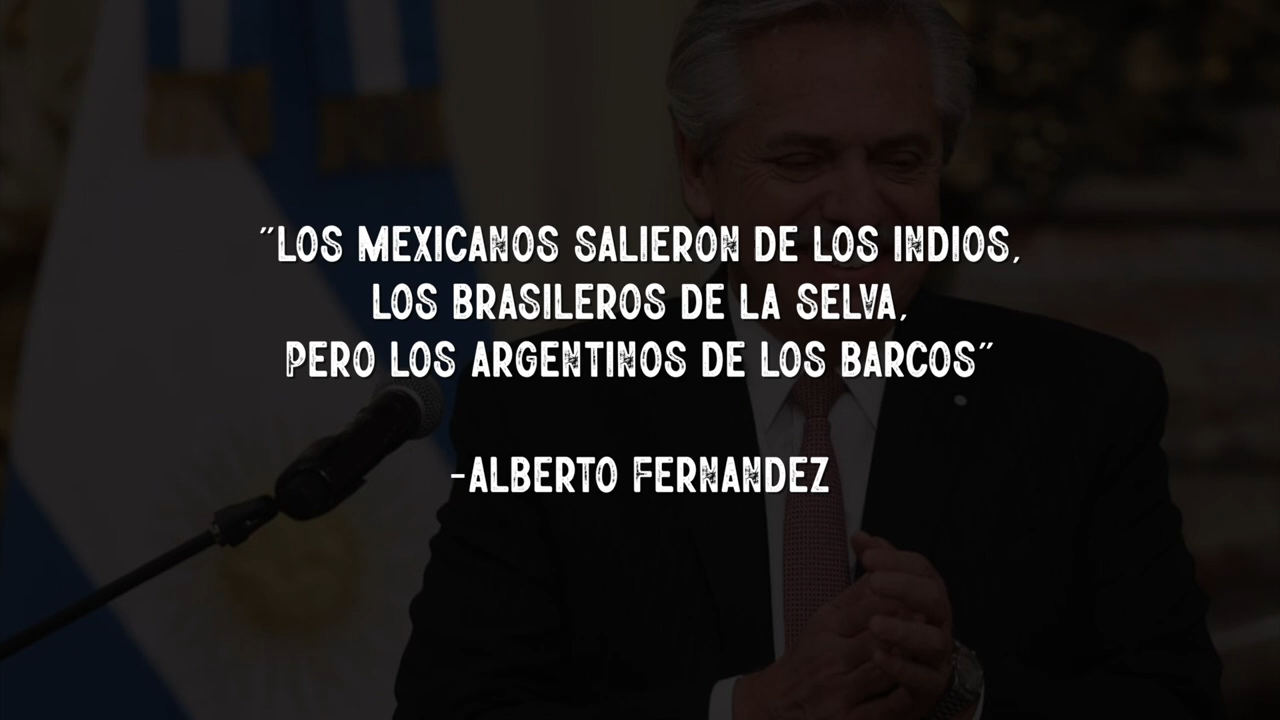 "LOS MEXICANOS SALIERON DE LOS INDIOS,
LOS BRASILEROS DE LA SELVA,
PERO LOS ARGENTINOS DE LOS BARCOS"
-ALBERTO FERNANDEZ